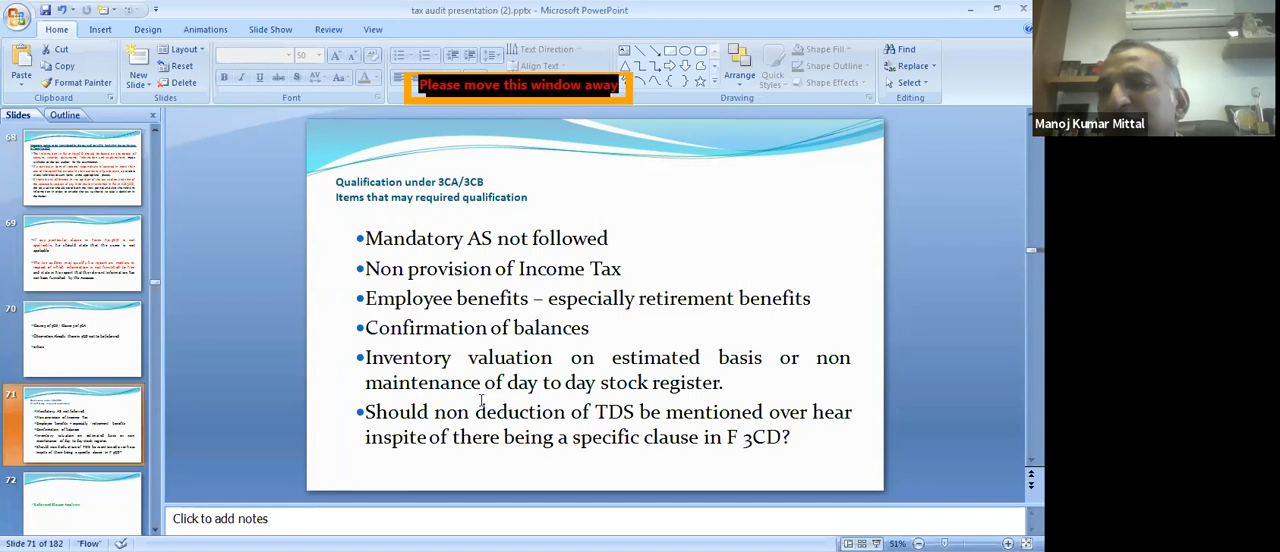 tax audit presentation (2).pptx - Microsoft PowerPoint
Home Insert Design Animations Slide Show Review View
Cut
Copy
Format Painter
Paste
Clipboard
New Slide
Layout
Reset
Delete
Slides
50
Font
Text Direction
Align Text
Please move this window away
Arrange
Quick Styles
Shape Fill
Shape Outline
Shape Effects
Drawing
Find
Replace
Select
Editing
Manoj Kumar Mittal
Slides Outline
68
69
70
71
72
Qualification under 3CA/3CB
Items that may required qualification
•Mandatory AS not followed
•Non provision of Income Tax
•Employee benefits – especially retirement benefits
•Confirmation of balances
•Inventory valuation on estimated basis or non
maintenance of day to day stock register.
•Should non deduction of TDS be mentioned over hear
inspite of there being a specific clause in F 3CD?
Click to add notes
Slide 71 of 182 "Flow" 51%